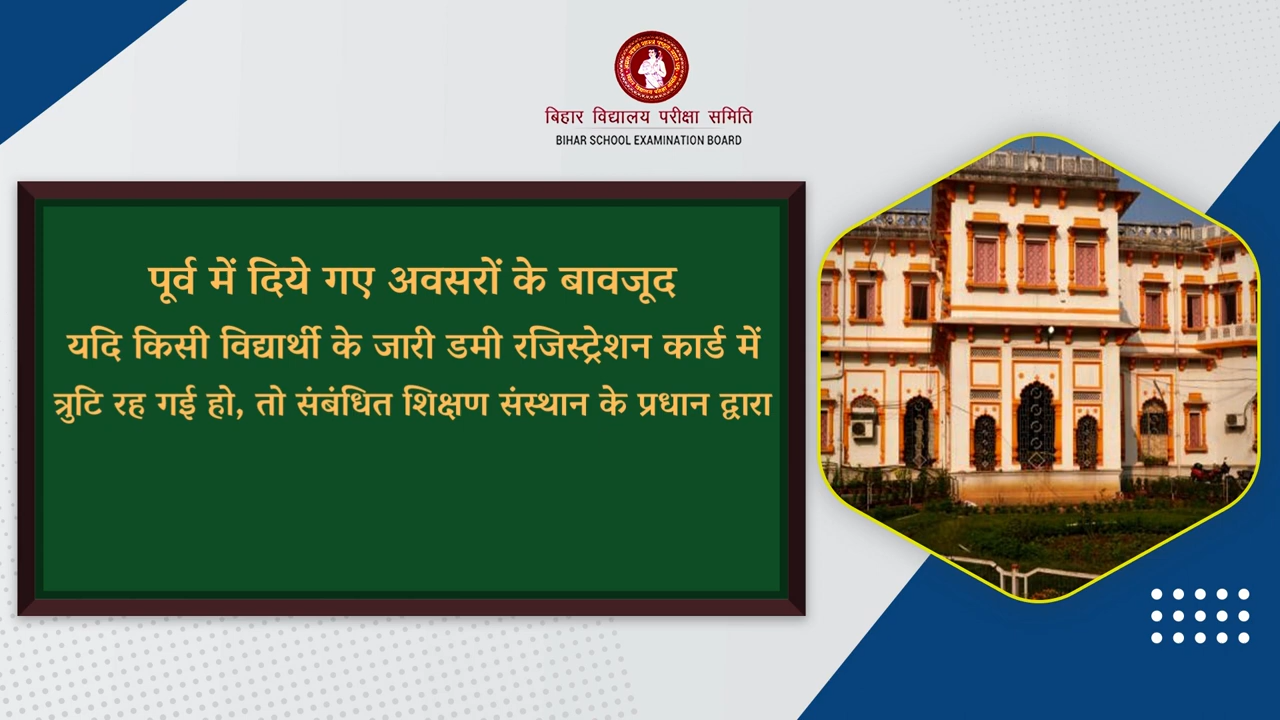 बिहार विद्यालय परीक्षा समिति
BIHAR SCHOOL EXAMINATION BOARD
पूर्व में दिये गए अवसरों के बावजूद
यदि किसी विद्यार्थी के जारी डमी रजिस्ट्रेशन कार्ड में
त्रुटि रह गई हो, तो संबंधित शिक्षण संस्थान के प्रधान द्वारा